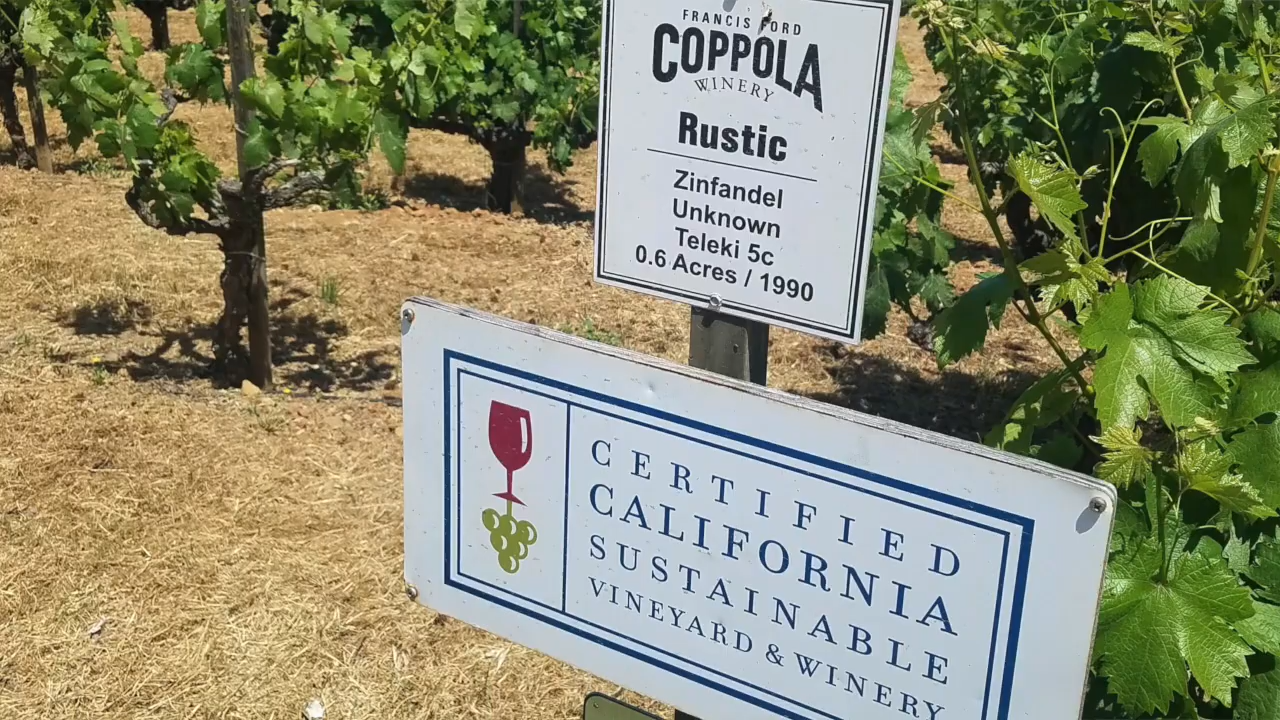 FRANCIS FORD
COPPOLA
WINERY
Rustic
Zinfandel
Unknown
Teleki 5c
0.6 Acres / 1990
CERTIFIED
CALIFORNIA
SUSTAINABLE
VINEYARD & WINERY